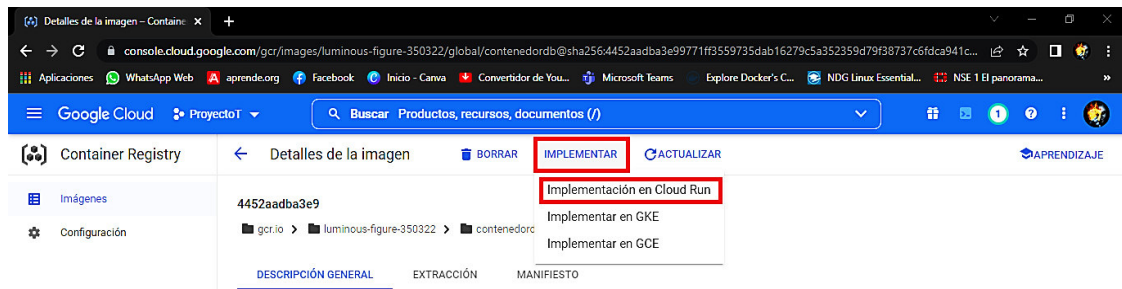 Detalles de la imagen – Containe
console.cloud.google.com/gcr/images/luminous-figure-350322/global/contenedordb@sha256:4452aadba3e99771ff3559735dab16279c5a352359d79f38737c6fdca941c...
Aplicaciones WhatsApp Web aprende.org Facebook Inicio - Canva Convertidor de You... Microsoft Teams Explore Docker's C... NDG Linux Essential... NSE 1 El panorama... »
Google Cloud ProyectoT Buscar Productos, recursos, documentos (/) 1
Container Registry Detalles de la imagen BORRAR IMPLEMENTAR ACTUALIZAR APRENDIZAJE
Imágenes
Configuración
4452aadba3e9
gcr.io luminous-figure-350322 contenedord
Implementación en Cloud Run
Implementar en GKE
Implementar en GCE
DESCRIPCIÓN GENERAL EXTRACCIÓN MANIFIESTO